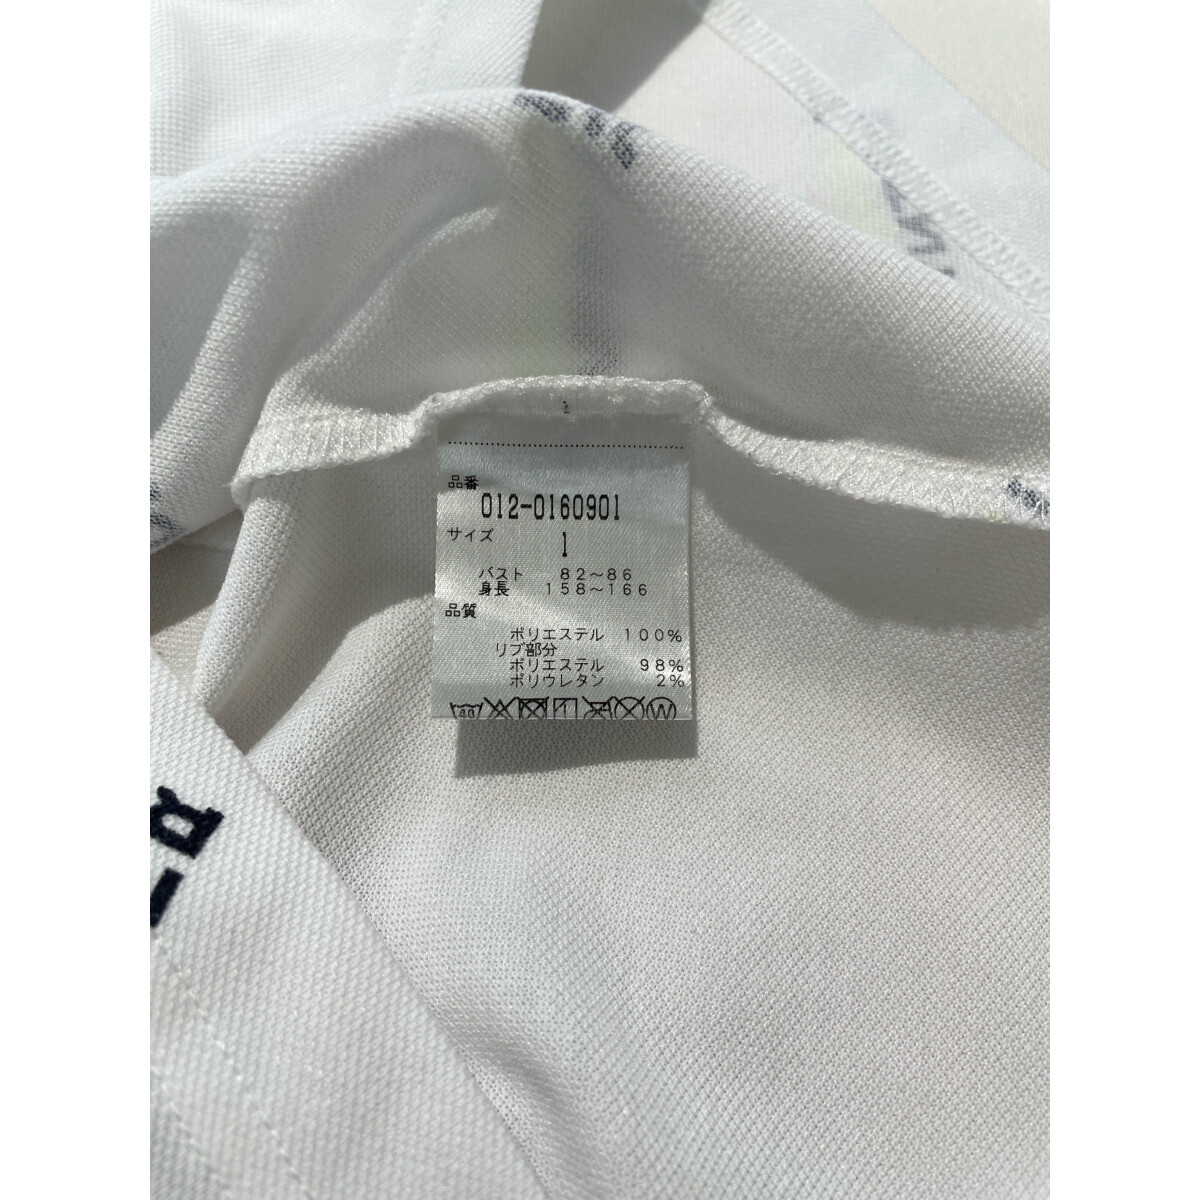 品番
012-0160901
サイズ
1
バスト 82～86
身長 158～166
品質
ポリエステル 100%
リブ部分
ポリエステル 98%
ポリウレタン 2%
40
W